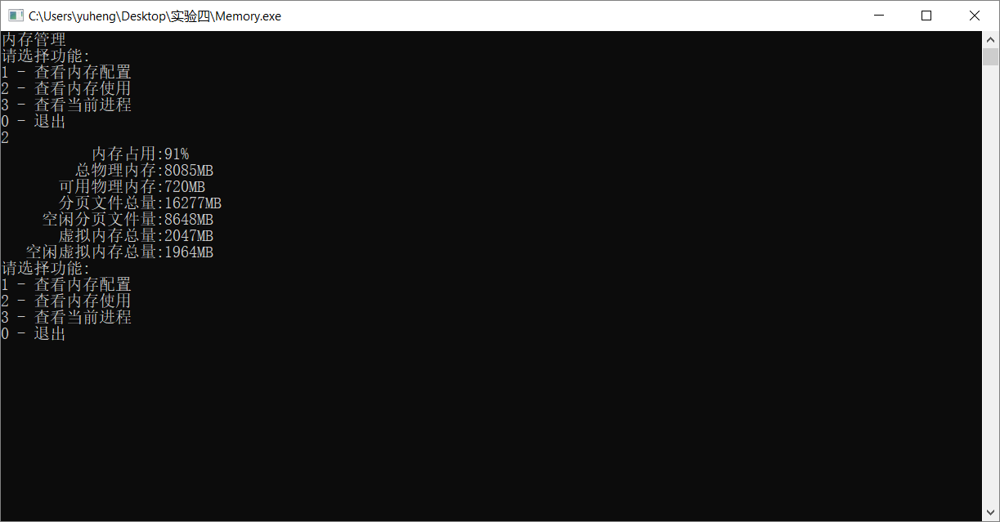 C:\Users\yuheng\Desktop\实验四\Memory.exe
内存管理
请选择功能:
1 - 查看内存配置
2 - 查看内存使用
3 - 查看当前进程
0 - 退出
2
内存占用:91%
总物理内存:8085MB
可用物理内存:720MB
分页文件总量:16277MB
空闲分页文件量:8648MB
虚拟内存总量:2047MB
空闲虚拟内存总量:1964MB
请选择功能:
1 - 查看内存配置
2 - 查看内存使用
3 - 查看当前进程
0 - 退出